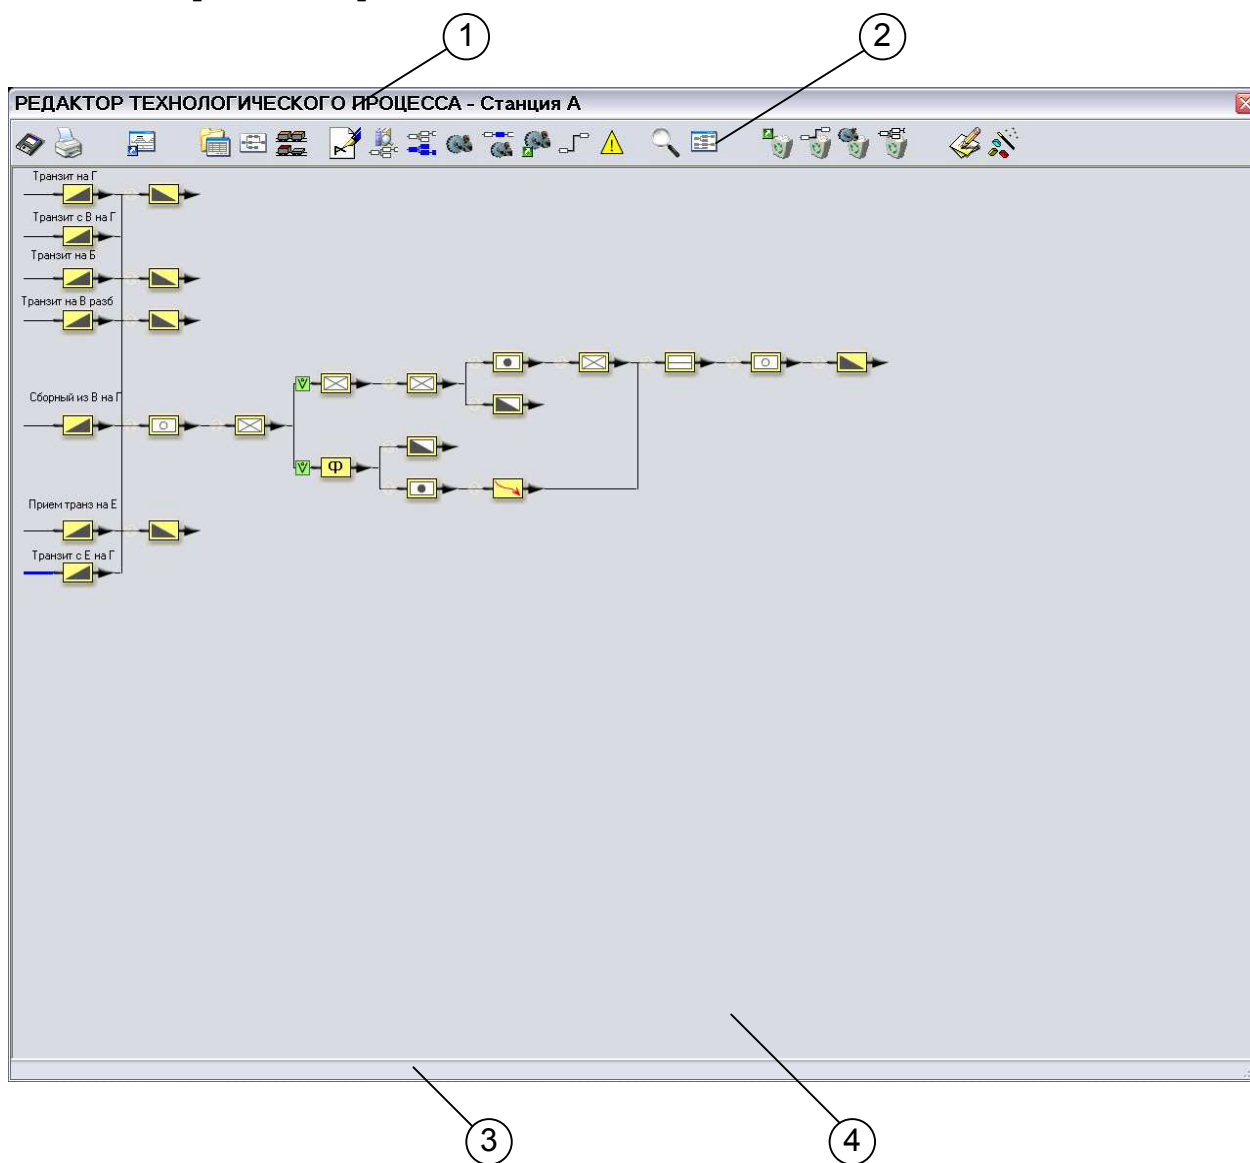 1
2
РЕДАКТОР ТЕХНОЛОГИЧЕСКОГО ПРОЦЕССА - Станция А
Транзит на Г
Транзит с В на Г
Транзит на Б
Транзит на В разб
Сборный из В на Г
Ф
Прием транз на Е
Транзит с Е на Г
3
4